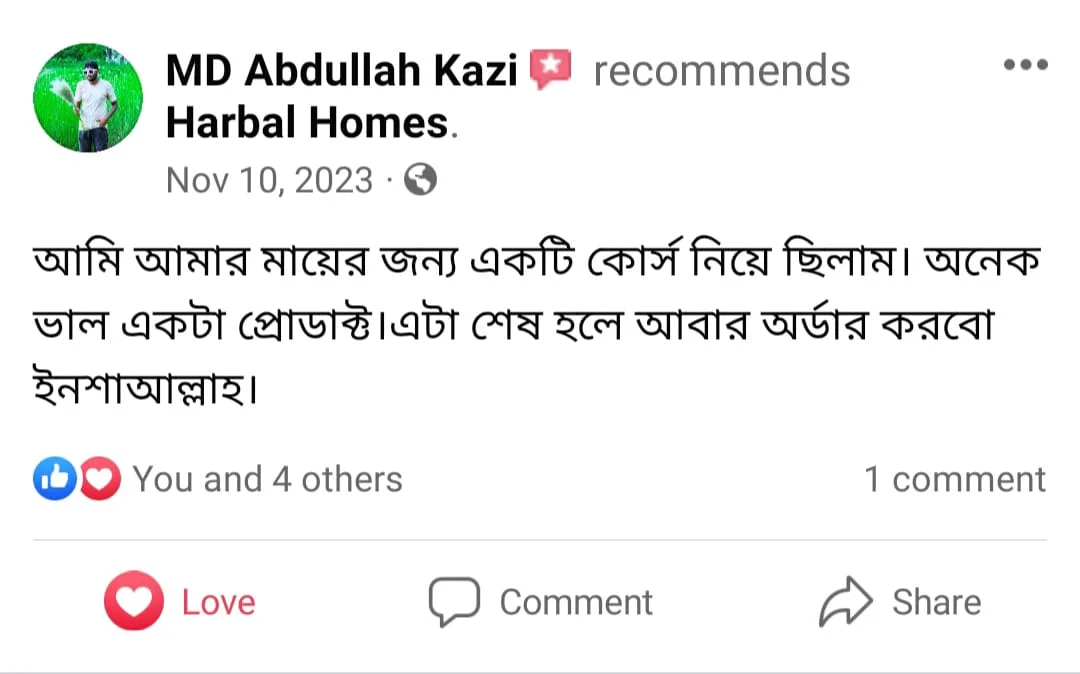 MD Abdullah Kazi recommends
Harbal Homes.
Nov 10, 2023 ·
আমি আমার মায়ের জন্য একটি কোর্স নিয়ে ছিলাম। অনেক
ভাল একটা প্রোডাক্ট।এটা শেষ হলে আবার অর্ডার করবো
ইনশাআল্লাহ।
You and 4 others 1 comment
Love Comment Share